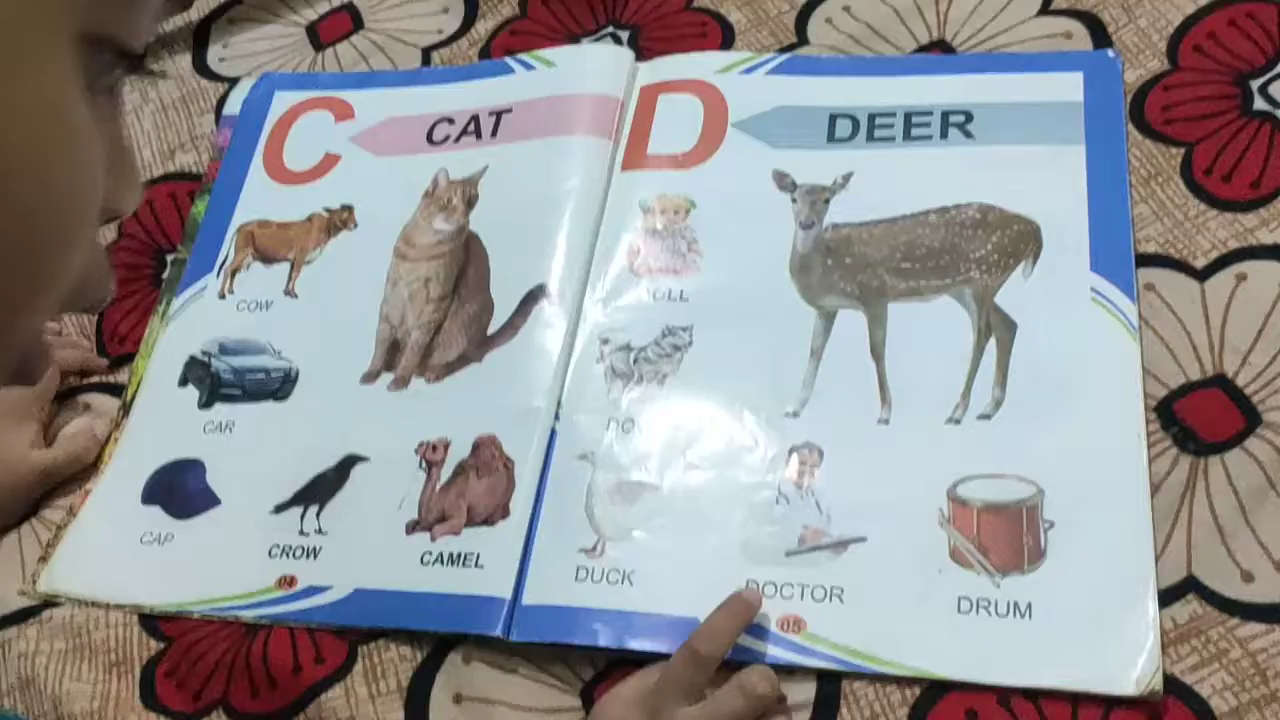 C CAT
COW
CAR
CAP
CROW
CAMEL
04
D DEER
DUCK
DOCTOR
DRUM
05